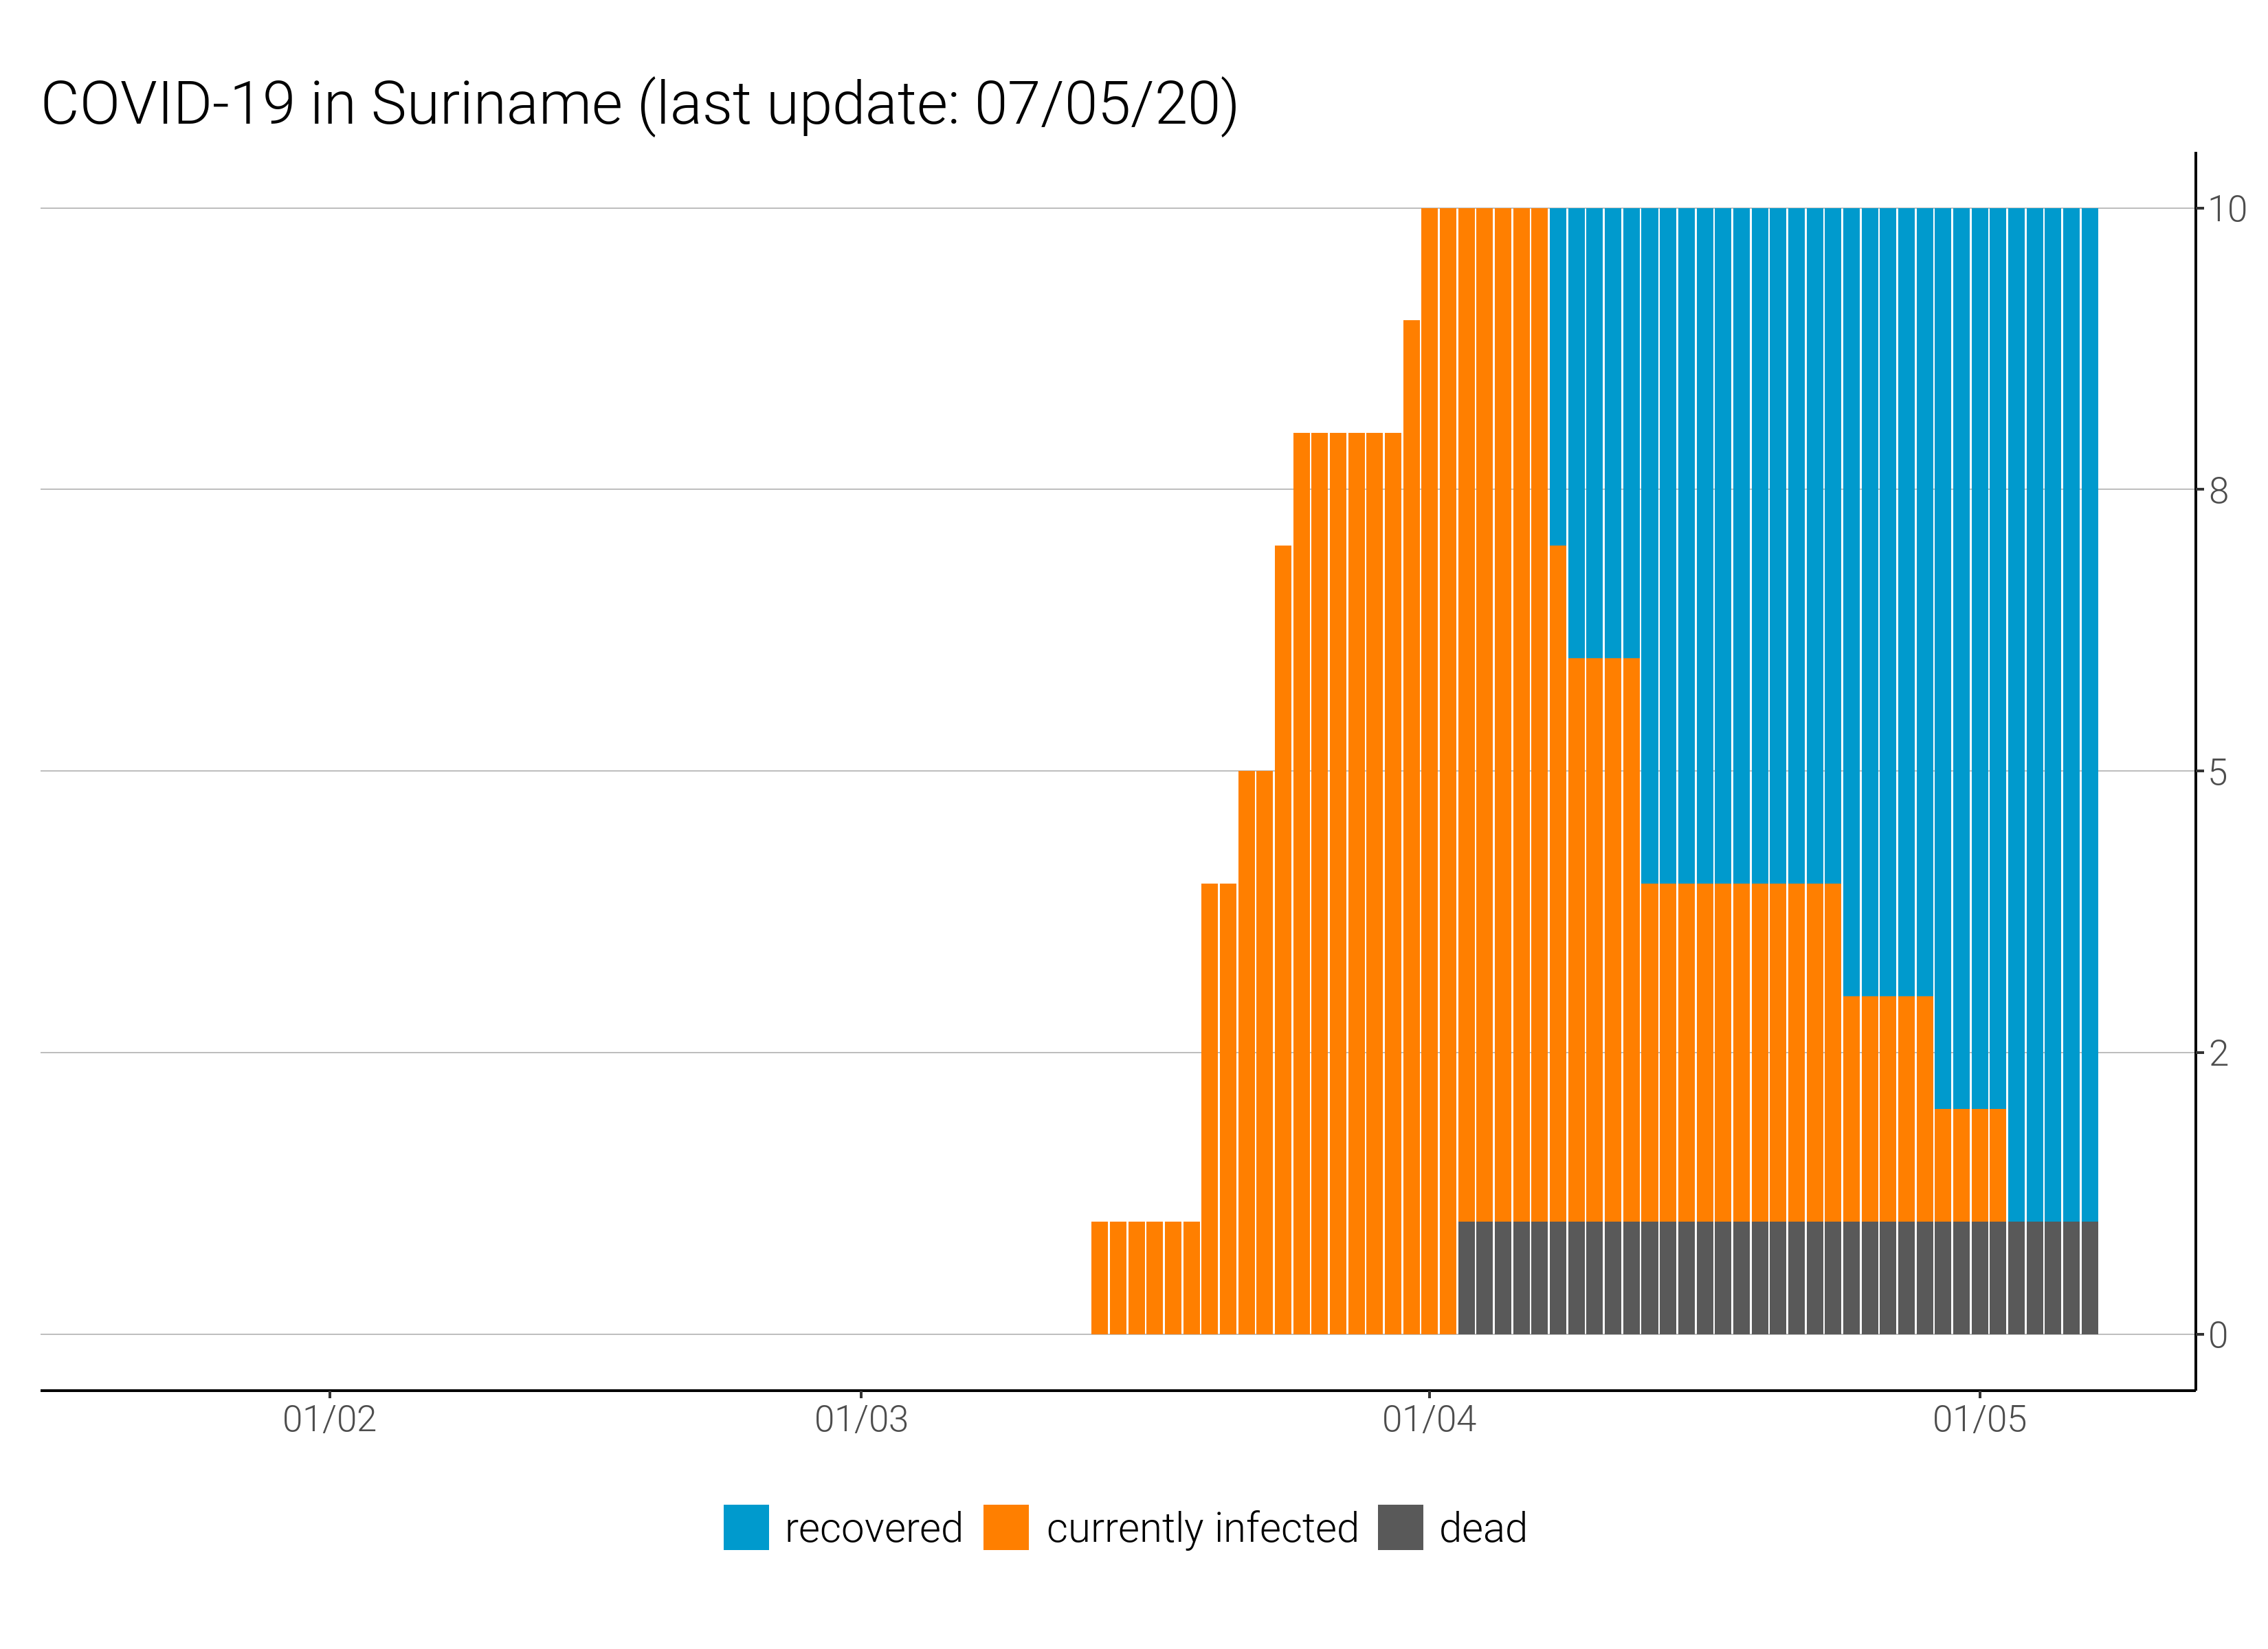 COVID-19 in Suriname (last update: 07/05/20)
10
8
5
2
0
01/02 01/03 01/04 01/05
recovered currently infected dead